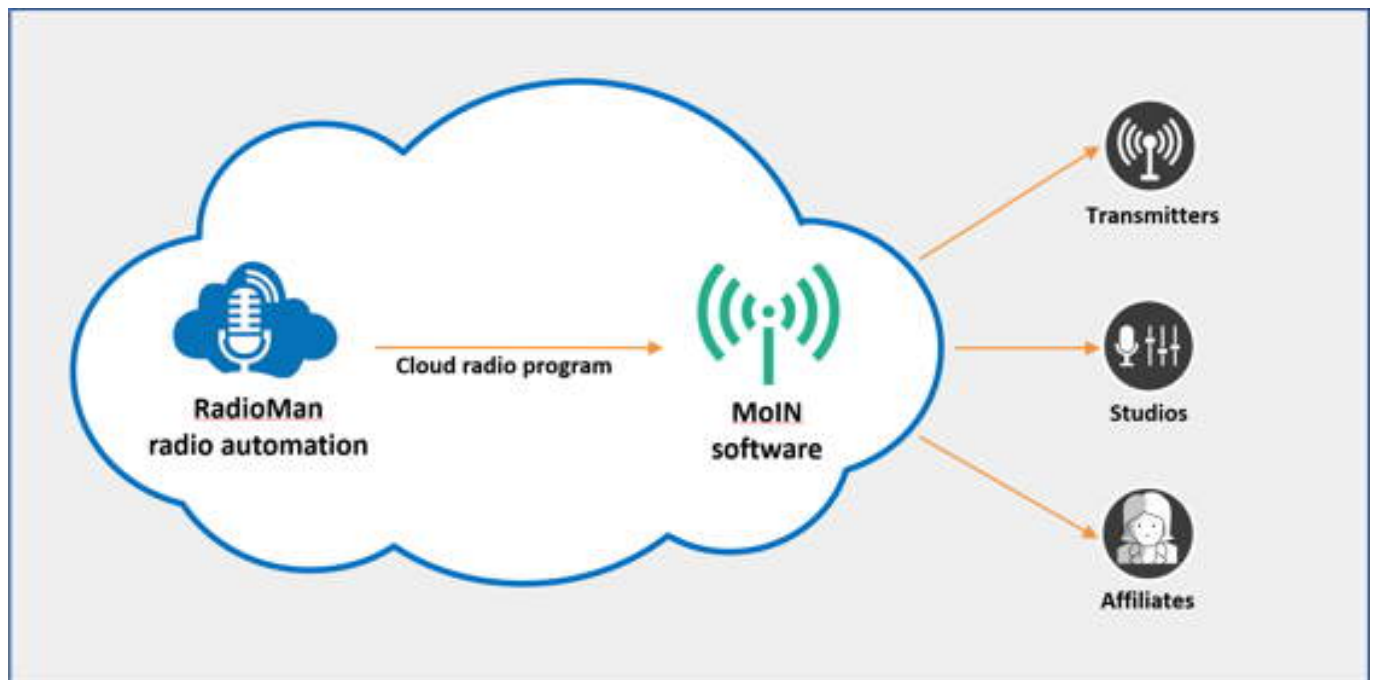 Transmitters
Cloud radio program
RadioMan
radio automation
MoIN
software
Studios
Affiliates